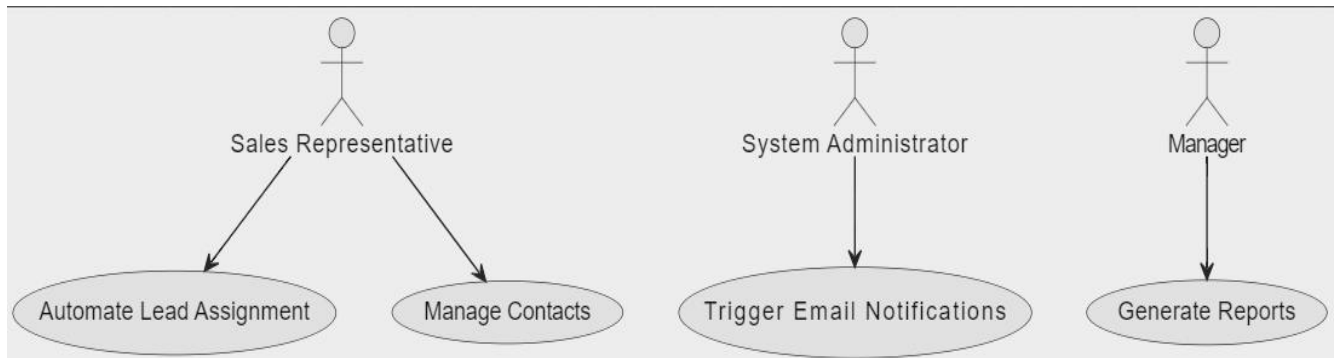 Sales Representative
System Administrator
Manager
Automate Lead Assignment
Manage Contacts
Trigger Email Notifications
Generate Reports